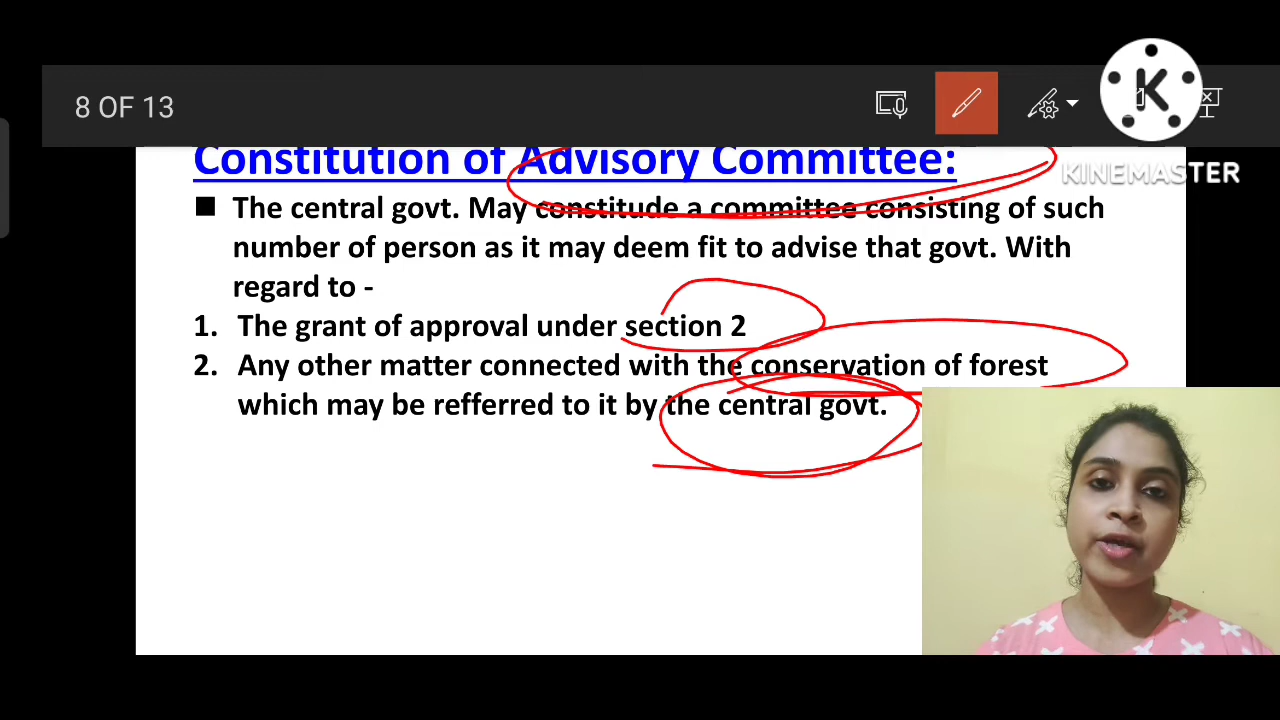 8 OF 13
K
KINEMASTER
Constitution of Advisory Committee:
■ The central govt. May constitude a committee consisting of such
number of person as it may deem fit to advise that govt. With
regard to -
1. The grant of approval under section 2
2. Any other matter connected with the conservation of forest
which may be refferred to it by the central govt.